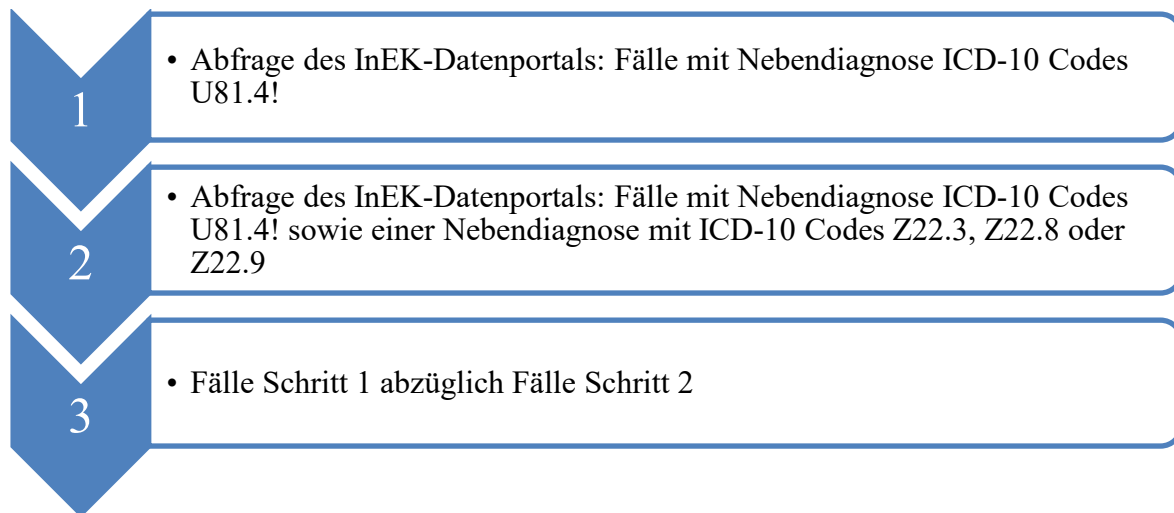 1
• Abfrage des InEK-Datenportals: Fälle mit Nebendiagnose ICD-10 Codes
U81.4!
2
• Abfrage des InEK-Datenportals: Fälle mit Nebendiagnose ICD-10 Codes
U81.4! sowie einer Nebendiagnose mit ICD-10 Codes Z22.3, Z22.8 oder
Z22.9
3
• Fälle Schritt 1 abzüglich Fälle Schritt 2